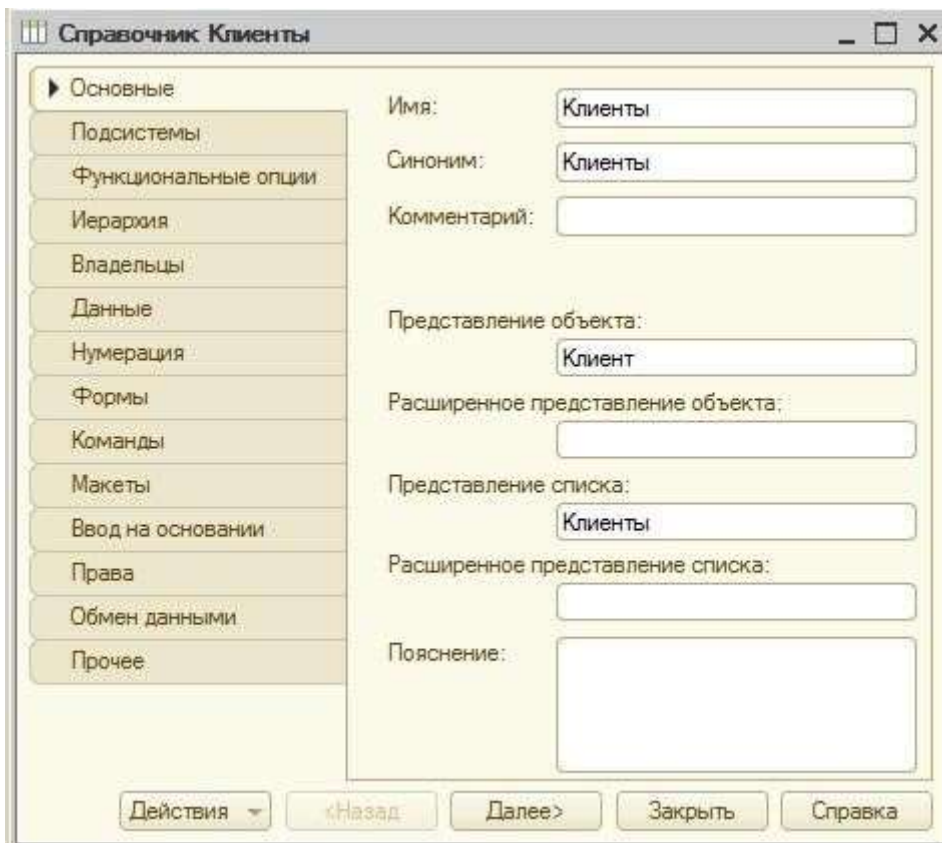 Справочник Клиенты
Основные
Подсистемы
Функциональные опции
Иерархия
Владельцы
Данные
Нумерация
Формы
Команды
Макеты
Ввод на основании
Права
Обмен данными
Прочее
Имя: Клиенты
Синоним: Клиенты
Комментарий:
Представление объекта:
Клиент
Расширенное представление объекта:
Представление списка:
Клиенты
Расширенное представление списка:
Пояснение:
Действия <Назад Далее> Закрыть Справка